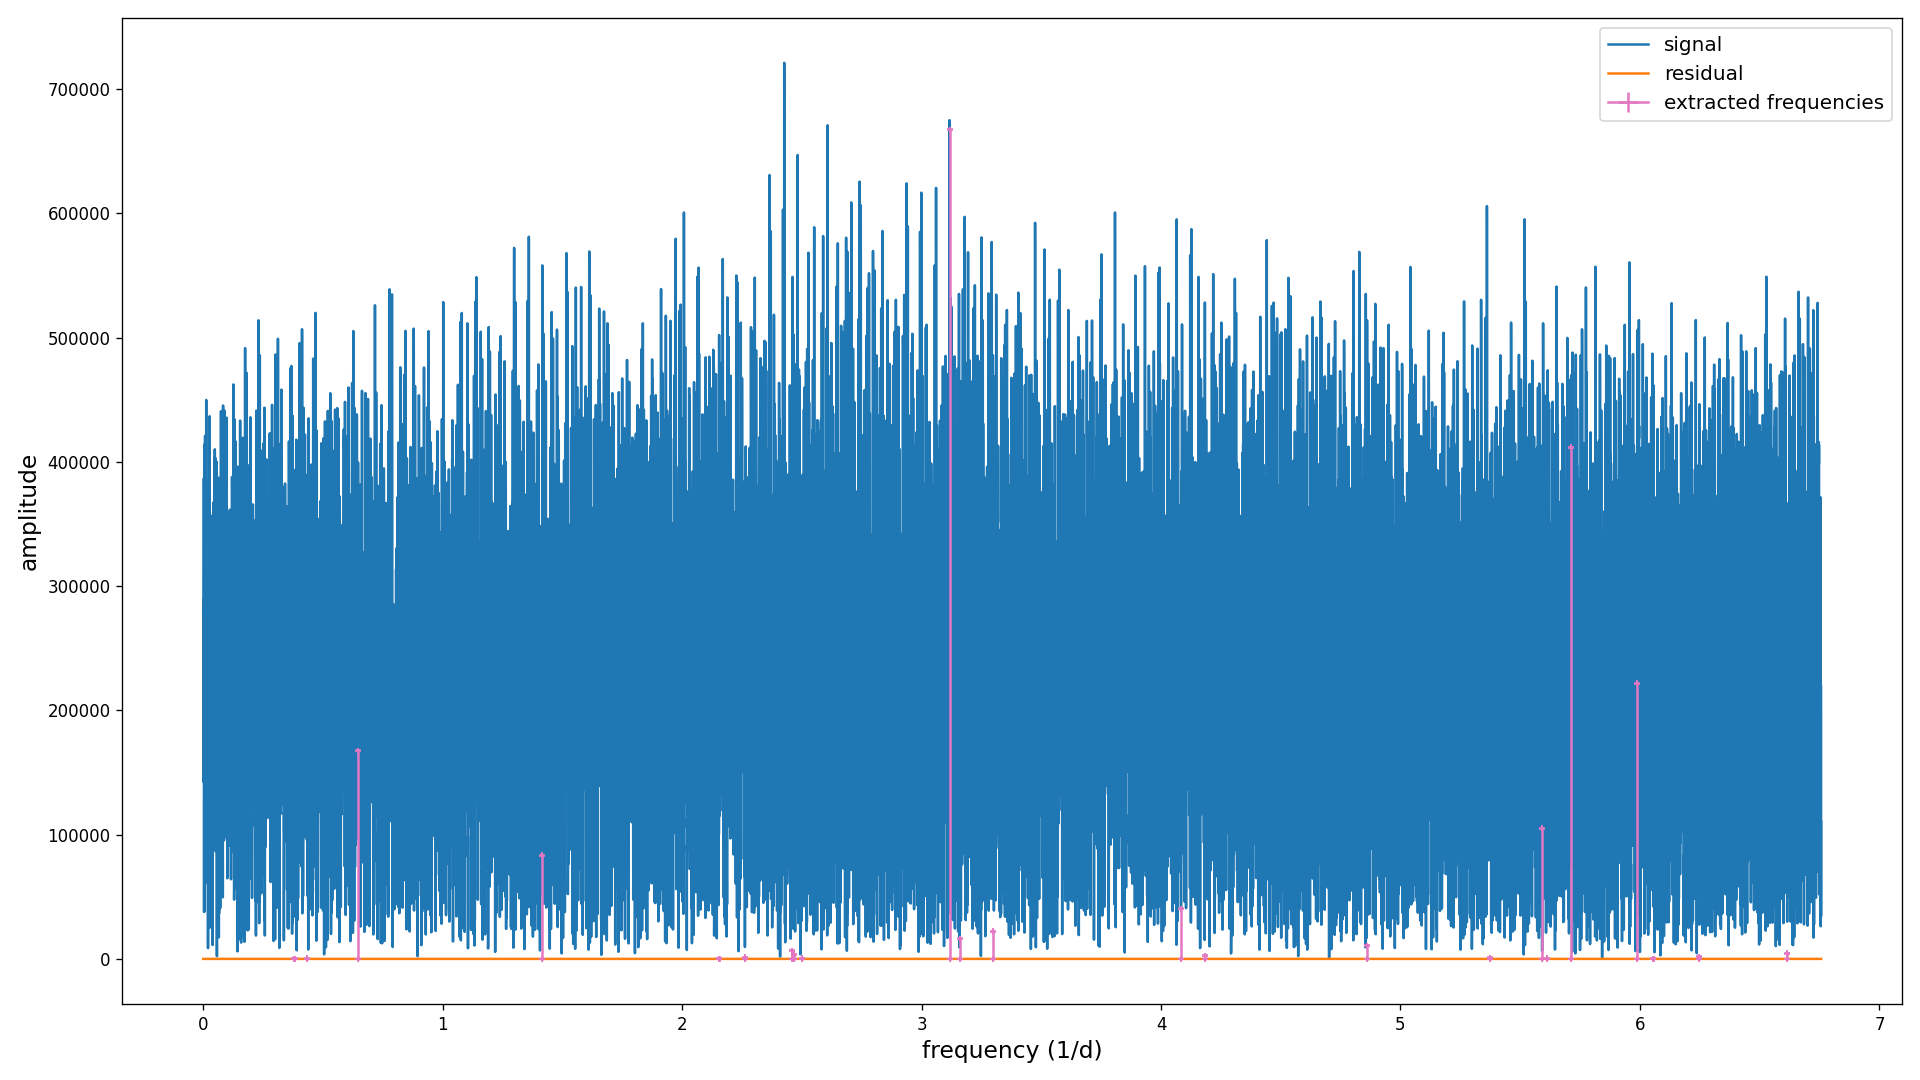 signal
residual
extracted frequencies
amplitude
700000
600000
500000
400000
300000
200000
100000
0
0 1 2 3 4 5 6 7
frequency (1/d)